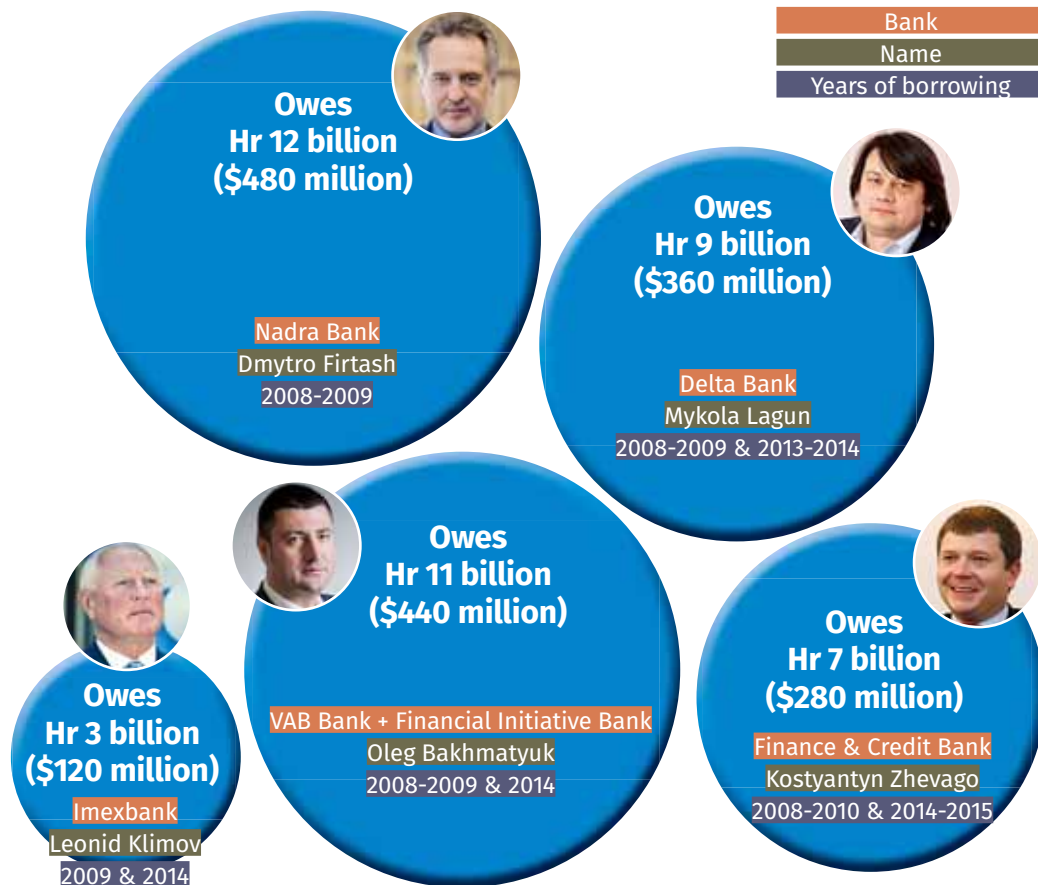 Bank
Name
Years of borrowing
Owes
Hr 12 billion
($480 million)
Nadra Bank
Dmytro Firtash
2008-2009
Owes
Hr 9 billion
($360 million)
Delta Bank
Mykola Lagun
2008-2009 & 2013-2014
Owes
Hr 11 billion
($440 million)
VAB Bank + Financial Initiative Bank
Oleg Bakhmatyuk
2008-2009 & 2014
Owes
Hr 7 billion
($280 million)
Finance & Credit Bank
Kostyantyn Zhevago
2008-2010 & 2014-2015
Owes
Hr 3 billion
($120 million)
Imexbank
Leonid Klimov
2009 & 2014